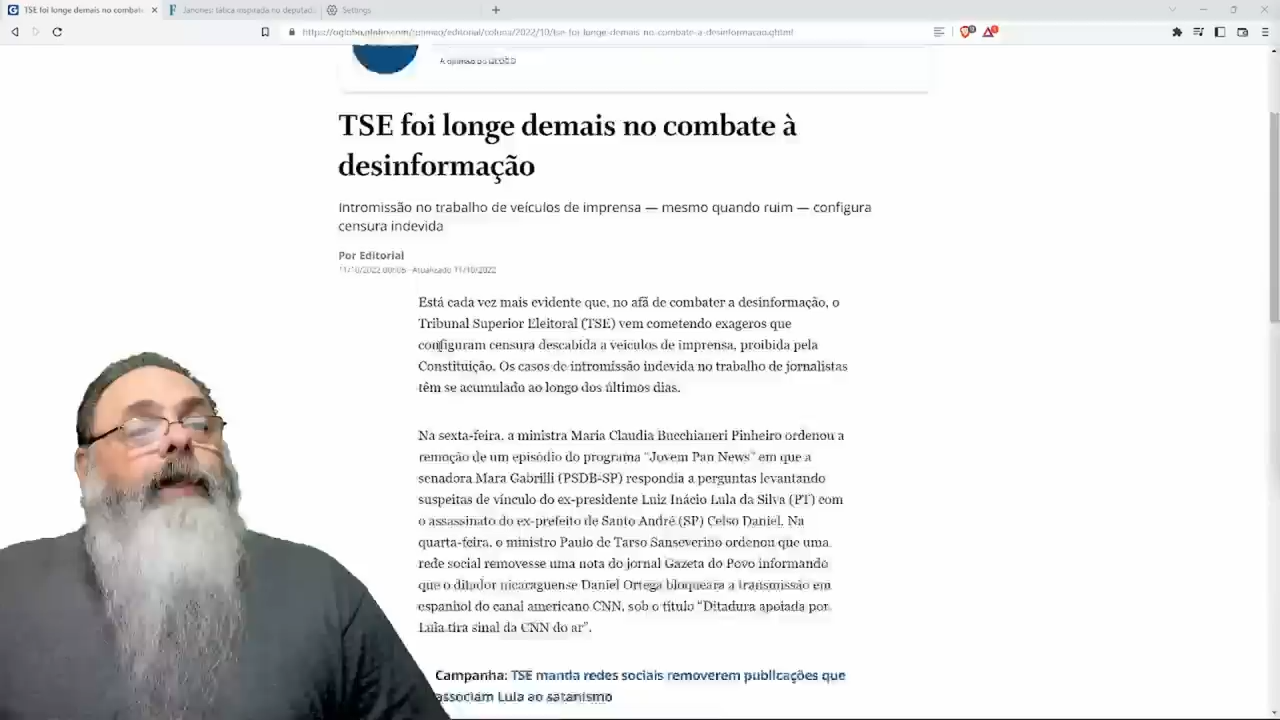 TSE foi longe demais no combate
Janones: tática inspirada no deputad
Settings
https://oglobo.globo.com/opiniao/editorial/coluna/2022/10/tse-foi-longe-demais-no-combate-a-desinformacao.ghtml
A opinião do GLOBO
TSE foi longe demais no combate à
desinformação
Intromissão no trabalho de veículos de imprensa — mesmo quando ruim — configura
censura indevida
Por Editorial
11/10/2022 00h05 · Atualizado 11/10/2022
Está cada vez mais evidente que, no afã de combater a desinformação, o
Tribunal Superior Eleitoral (TSE) vem cometendo exageros que
configuram censura descabida a veículos de imprensa, proibida pela
Constituição. Os casos de intromissão indevida no trabalho de jornalistas
têm se acumulado ao longo dos últimos dias.
Na sexta-feira, a ministra Maria Claudia Bucchianeri Pinheiro ordenou a
remoção de um episódio do programa “Jovem Pan News” em que a
senadora Mara Gabrilli (PSDB-SP) respondia a perguntas levantando
suspeitas de vínculo do ex-presidente Luiz Inácio Lula da Silva (PT) com
o assassinato do ex-prefeito de Santo André (SP) Celso Daniel. Na
quarta-feira, o ministro Paulo de Tarso Sanseverino ordenou que uma
rede social removesse uma nota do jornal Gazeta do Povo informando
que o ditador nicaraguense Daniel Ortega bloqueara a transmissão em
espanhol do canal americano CNN, sob o título “Ditadura apoiada por
Lula tira sinal da CNN do ar”.
Campanha: TSE manda redes sociais removerem publicações que
associam Lula ao satanismo